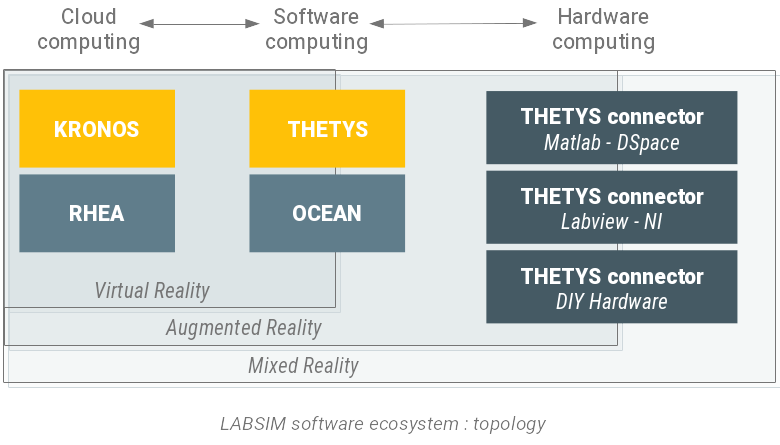 Cloud
computing
Software
computing
Hardware
computing
KRONOS
THETYS
RHEA
OCEAN
THETYS connector
Matlab - DSpace
THETYS connector
Labview - NI
THETYS connector
DIY Hardware
Virtual Reality
Augmented Reality
Mixed Reality
LABSIM software ecosystem : topology